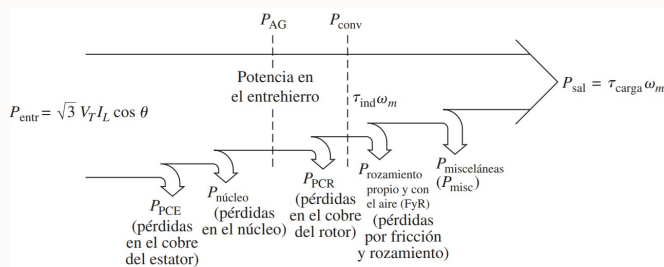 P_AG
P_conv
Potencia en
el entrehierro
τ_ind ω_m
P_entr = √3 V_T I_L cos θ
P_sal = τ_carga ω_m
P_PCE
(pérdidas
en el cobre
del estator)
P_núcleo
(pérdidas
en el núcleo)
P_PCR
(pérdidas
en el cobre
del rotor)
P_rozamiento
propio y con
el aire (FyR)
(pérdidas
por fricción
y rozamiento)
P_misceláneas
(P_misc)